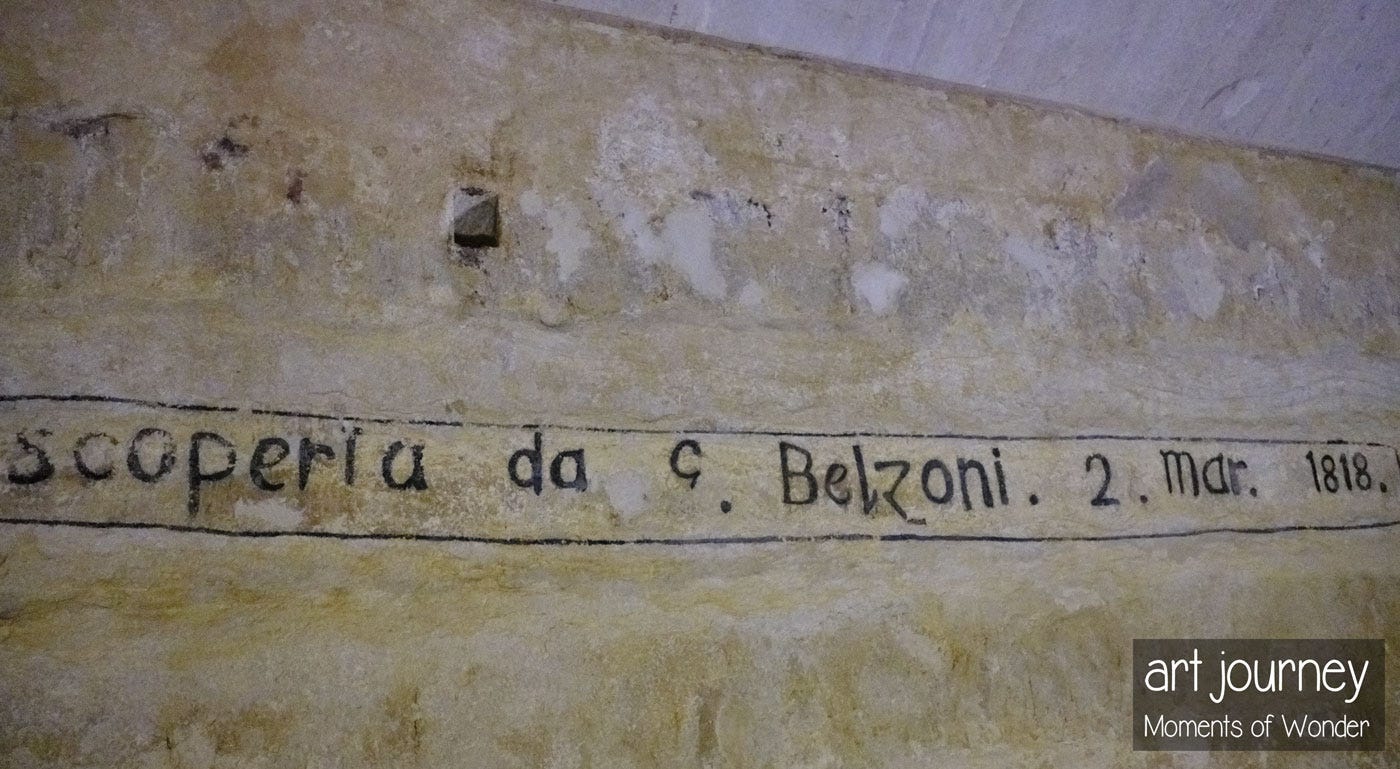 scoperta da G. Belzoni. 2. Mar. 1818.
art journey
Moments of Wonder